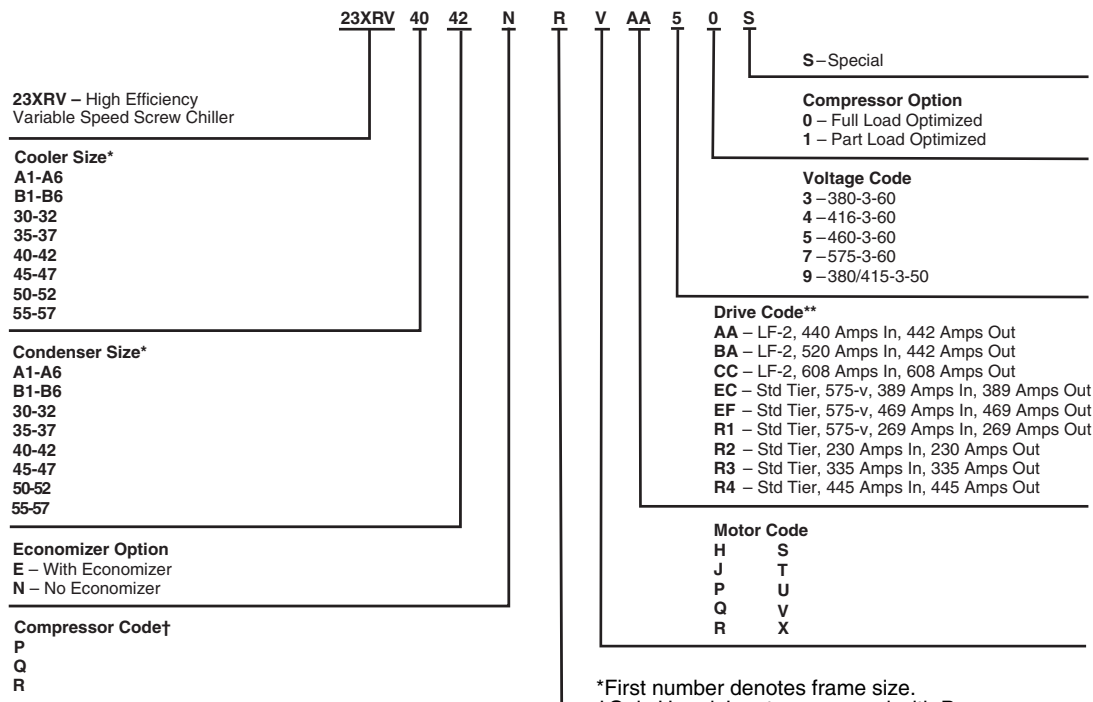 23XRV 40 42 N R V AA 5 0 S
23XRV – High Efficiency
Variable Speed Screw Chiller
Cooler Size*
A1-A6
B1-B6
30-32
35-37
40-42
45-47
50-52
55-57
Condenser Size*
A1-A6
B1-B6
30-32
35-37
40-42
45-47
50-52
55-57
Economizer Option
E – With Economizer
N – No Economizer
Compressor Code†
P
Q
R
S – Special
Compressor Option
0 – Full Load Optimized
1 – Part Load Optimized
Voltage Code
3 – 380-3-60
4 – 416-3-60
5 – 460-3-60
7 – 575-3-60
9 – 380/415-3-50
Drive Code**
AA – LF-2, 440 Amps In, 442 Amps Out
BA – LF-2, 520 Amps In, 442 Amps Out
CC – LF-2, 608 Amps In, 608 Amps Out
EC – Std Tier, 575-v, 389 Amps In, 389 Amps Out
EF – Std Tier, 575-v, 469 Amps In, 469 Amps Out
R1 – Std Tier, 575-v, 269 Amps In, 269 Amps Out
R2 – Std Tier, 230 Amps In, 230 Amps Out
R3 – Std Tier, 335 Amps In, 335 Amps Out
R4 – Std Tier, 445 Amps In, 445 Amps Out
Motor Code
H S
J T
P U
Q V
R X
*First number denotes frame size.